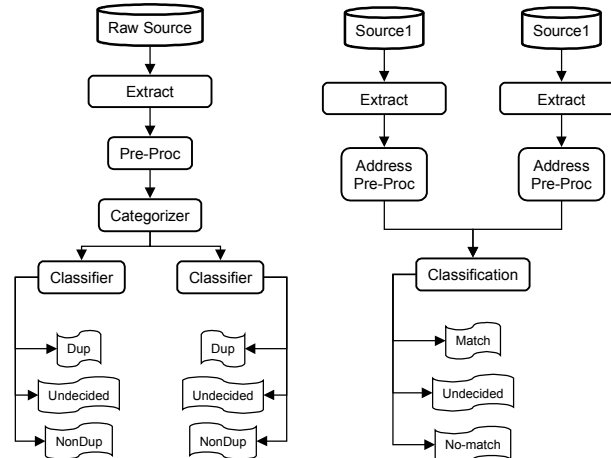 Raw Source
Extract
Pre-Proc
Categorizer
Classifier
Classifier
Dup
Dup
Undecided
Undecided
NonDup
NonDup
Source1
Source1
Extract
Extract
Address
Pre-Proc
Address
Pre-Proc
Classification
Match
Undecided
No-match